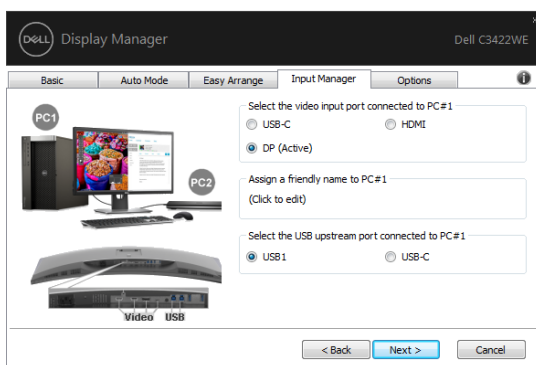 DELL Display Manager
Dell C3422WE
Basic Auto Mode Easy Arrange Input Manager Options
PC1
PC2
Video USB
Select the video input port connected to PC#1
USB-C HDMI
DP (Active)
Assign a friendly name to PC#1
(Click to edit)
Select the USB upstream port connected to PC#1
USB1 USB-C
< Back Next > Cancel